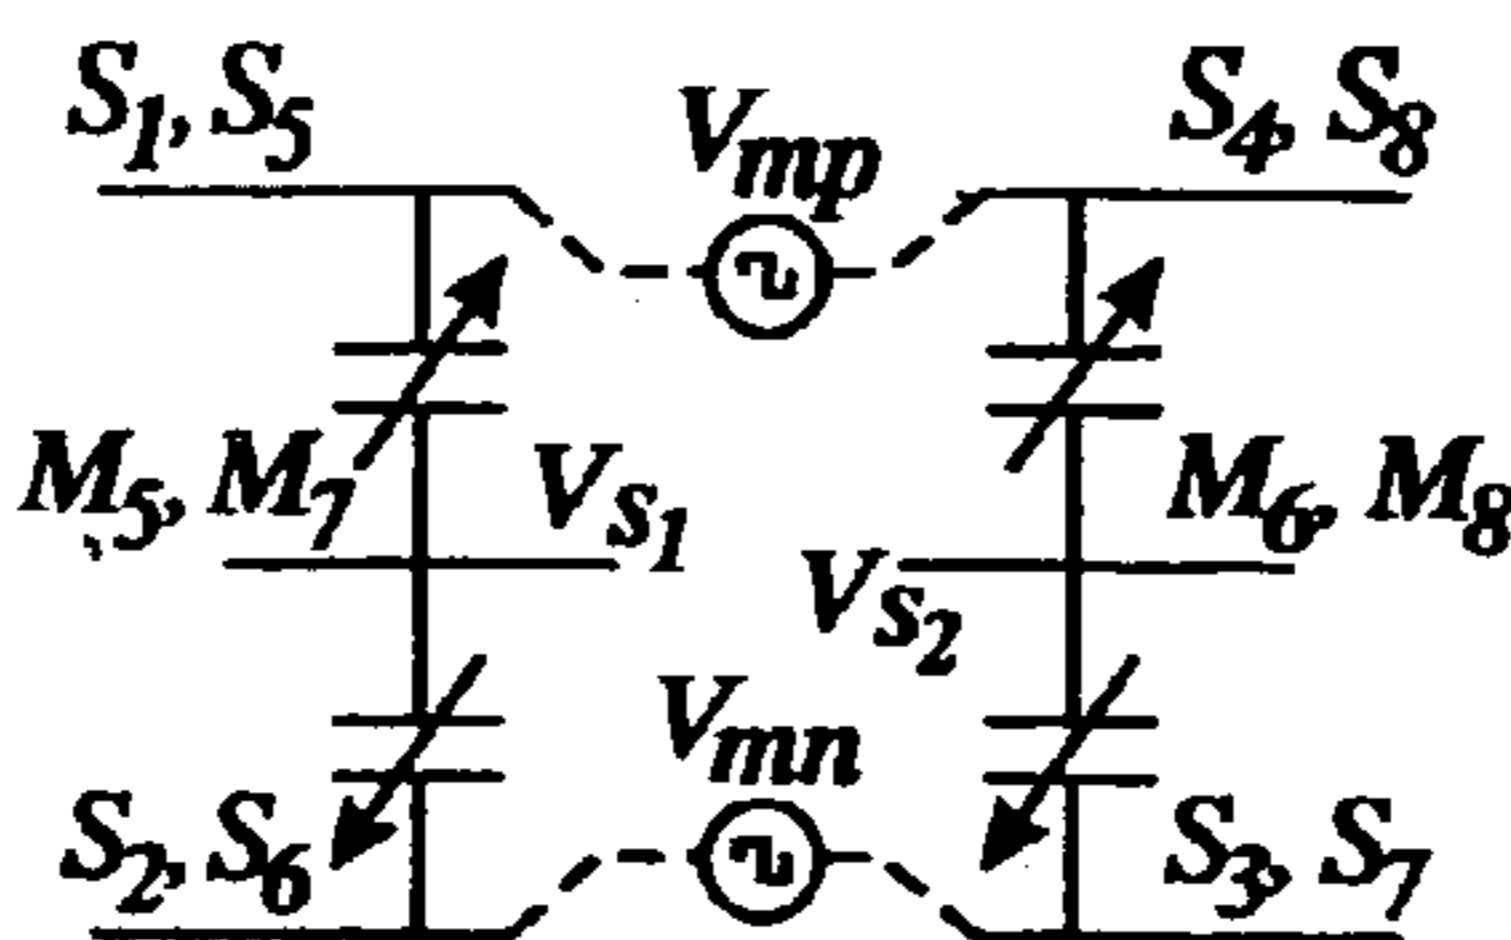 S1, S5
Vmp
S4, S8
M5, M7
VS1
VS2
M6, M8
Vmn
S2, S6
S3, S7